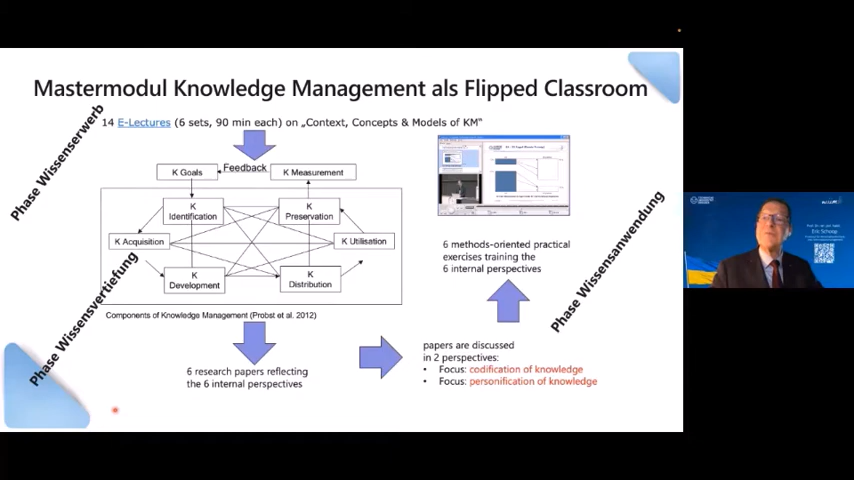 Mastermodul Knowledge Management als Flipped Classroom
Phase Wissenserwerb
14 E-Lectures (6 sets, 90 min each) on „Context, Concepts & Models of KM“
K Goals
Feedback
K Measurement
K
Identification
K
Preservation
K Acquisition
K Utilisation
K
Development
K
Distribution
Components of Knowledge Management (Probst et al. 2012)
Phase Wissensvertiefung
6 research papers reflecting
the 6 internal perspectives
papers are discussed
in 2 perspectives:
• Focus: codification of knowledge
• Focus: personification of knowledge
6 methods-oriented practical
exercises training the
6 internal perspectives
Phase Wissensanwendung